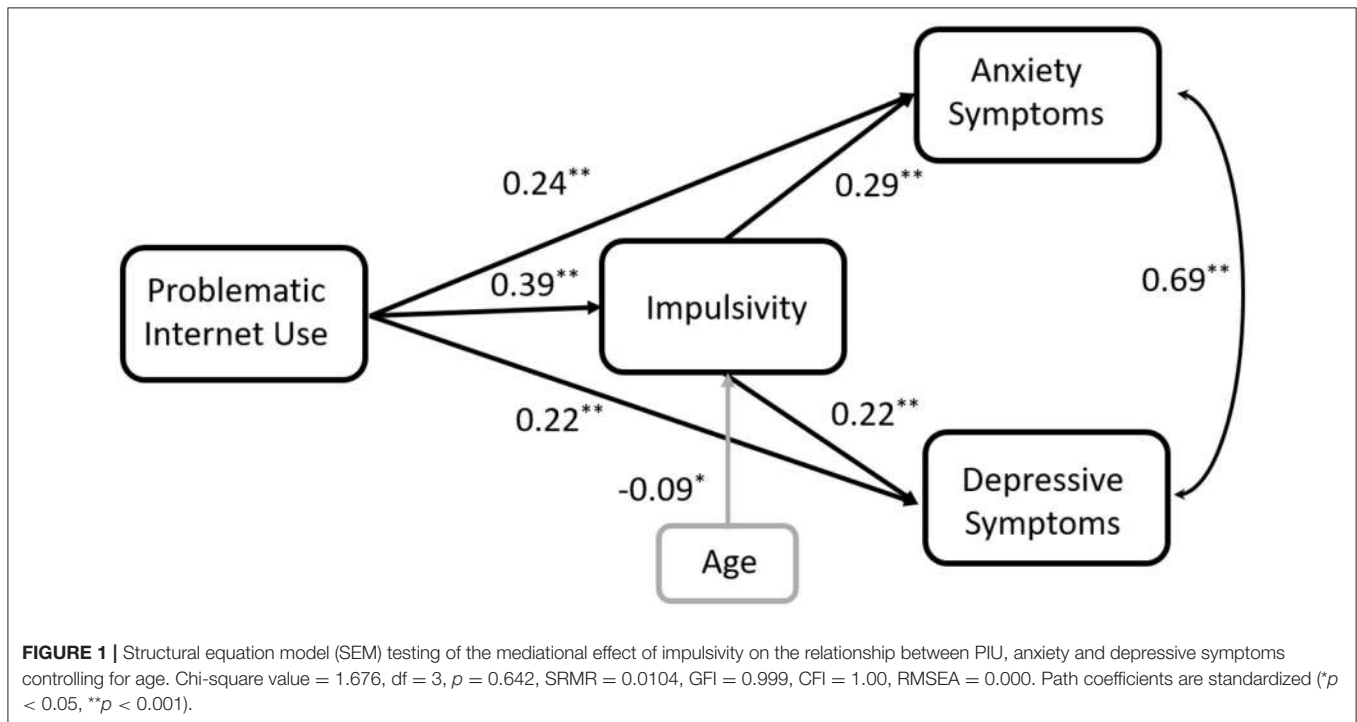 Anxiety
Symptoms
0.24**
0.29**
Problematic
Internet Use
0.39**
Impulsivity
0.69**
0.22**
0.22**
-0.09*
Depressive
Symptoms
Age
FIGURE 1 | Structural equation model (SEM) testing of the mediational effect of impulsivity on the relationship between PIU, anxiety and depressive symptoms
controlling for age. Chi-square value = 1.676, df = 3, p = 0.642, SRMR = 0.0104, GFI = 0.999, CFI = 1.00, RMSEA = 0.000. Path coefficients are standardized (*p
< 0.05, **p < 0.001).